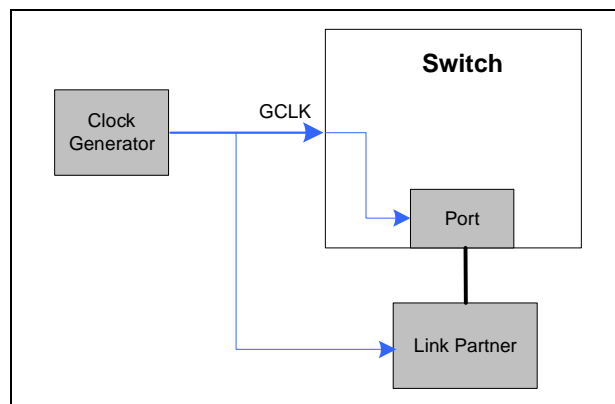 Switch
GCLK
Clock
Generator
Port
Link Partner